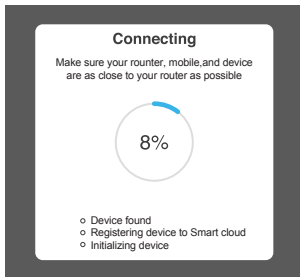 Connecting
Make sure your rounter, mobile,and device
are as close to your router as possible
8%
Device found
Registering device to Smart cloud
Initializing device